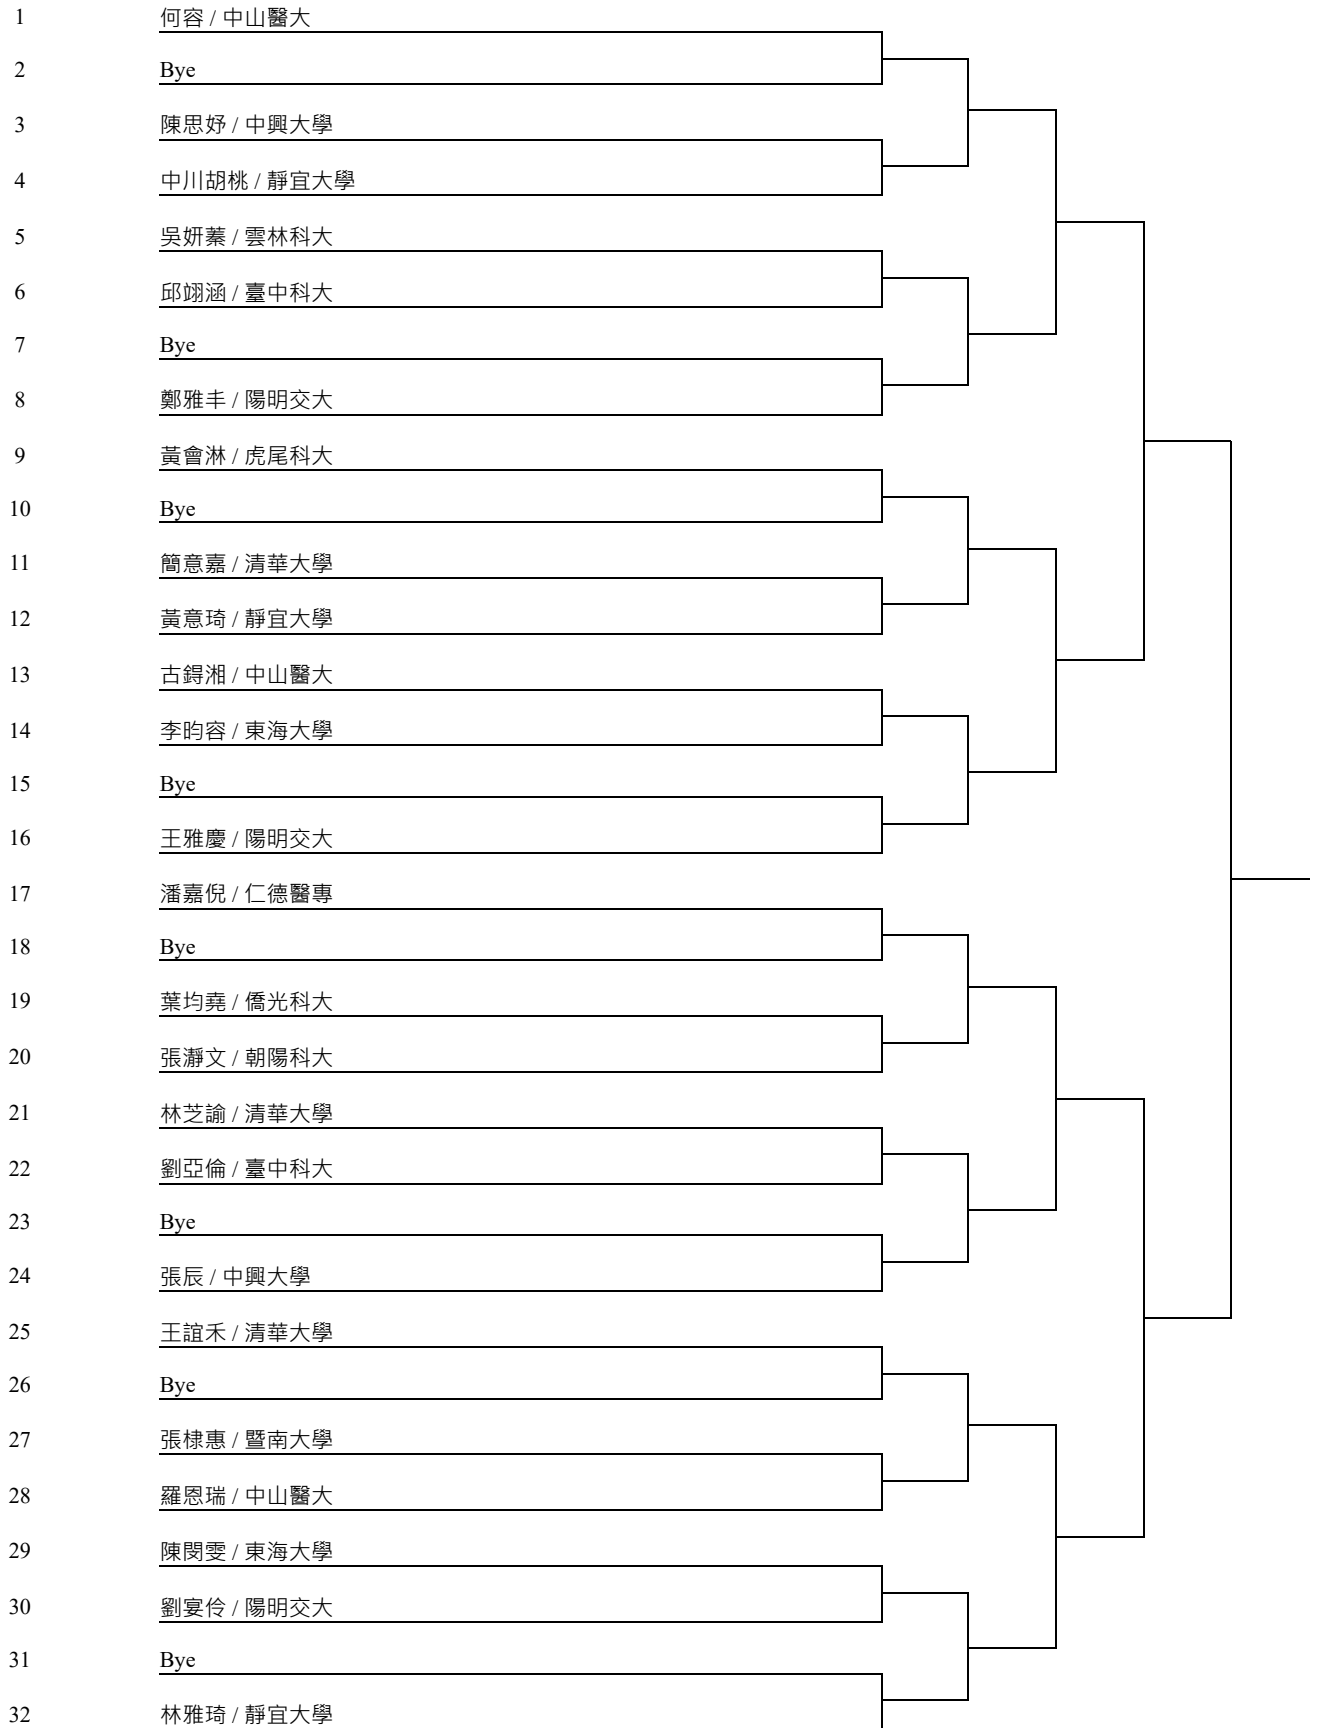 1 何容 / 中山醫大
2 Bye
3 陳思妤 / 中興大學
4 中川胡桃 / 靜宜大學
5 吳妍蓁 / 雲林科大
6 邱翊涵 / 臺中科大
7 Bye
8 鄭雅丰 / 陽明交大
9 黃會淋 / 虎尾科大
10 Bye
11 簡意嘉 / 清華大學
12 黃意琦 / 靜宜大學
13 古鍀湘 / 中山醫大
14 李昀容 / 東海大學
15 Bye
16 王雅慶 / 陽明交大
17 潘嘉倪 / 仁德醫專
18 Bye
19 葉均堯 / 僑光科大
20 張瀞文 / 朝陽科大
21 林芝諭 / 清華大學
22 劉亞倫 / 臺中科大
23 Bye
24 張辰 / 中興大學
25 王誼禾 / 清華大學
26 Bye
27 張棣惠 / 暨南大學
28 羅恩瑞 / 中山醫大
29 陳閔雯 / 東海大學
30 劉宴伶 / 陽明交大
31 Bye
32 林雅琦 / 靜宜大學